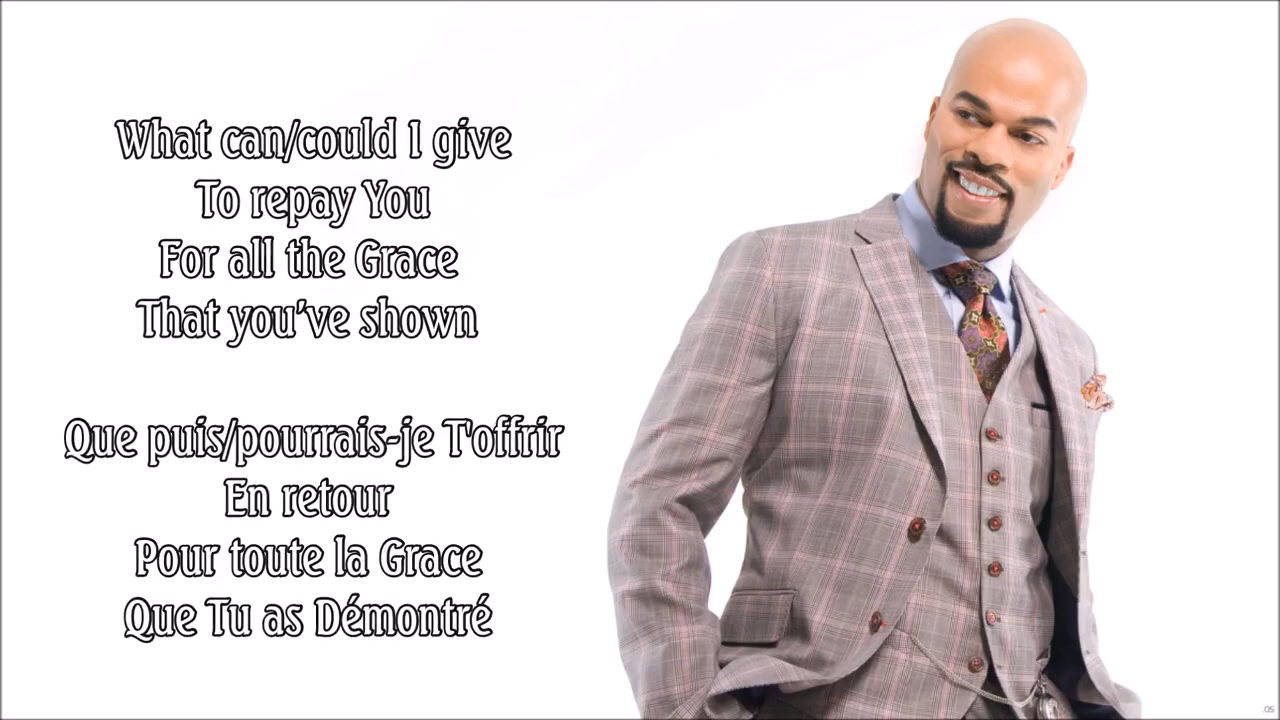 What can/could I give
To repay You
For all the Grace
That you've shown
Que puis/pourrais-je T'offrir
En retour
Pour toute la Grace
Que Tu as Démontré
.os